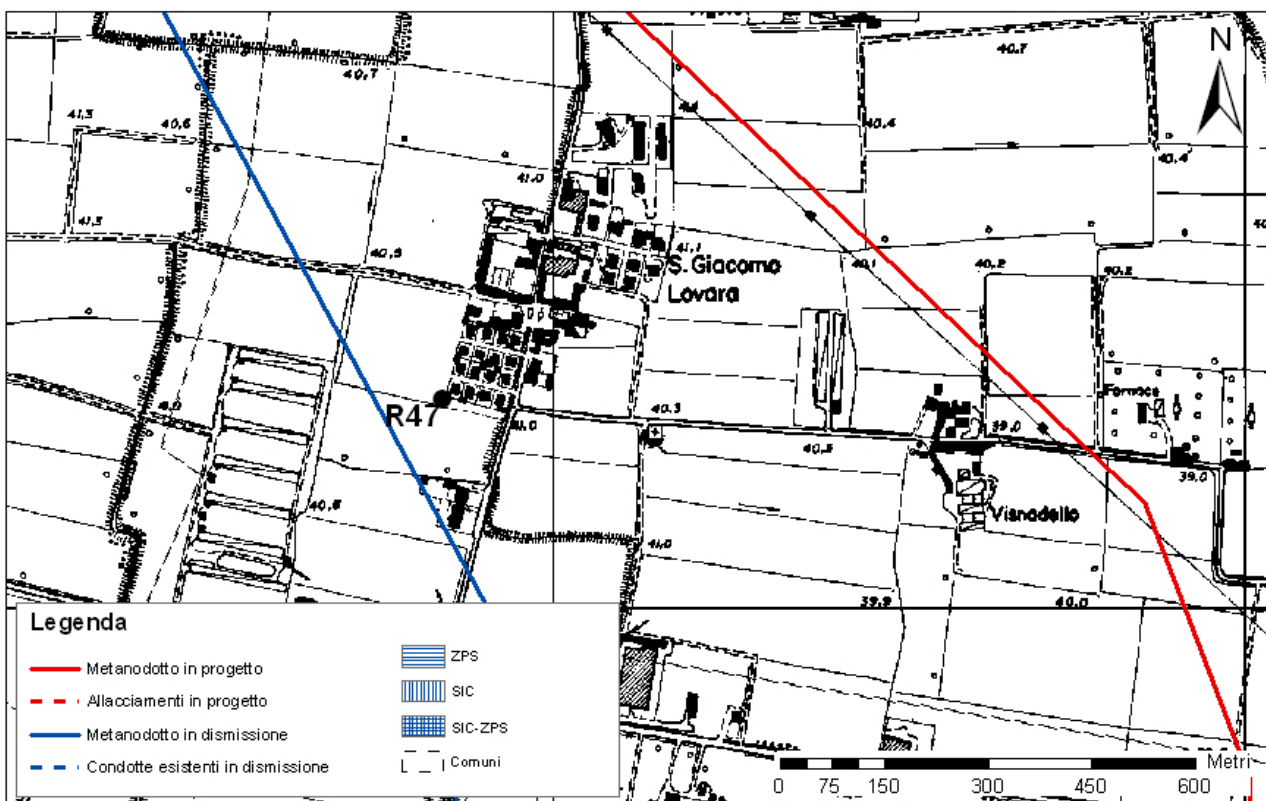 N
40.7
40.7
41.3
40.6
40.4
40.4
41.0
41.3
40.9
41.1
40.1
40.2
40.2
S. Giacomo
Lovara
Fornace
R47
41.0
41.0
40.3
40.3
39.0
39.0
Visnadello
40.8
41.0
39.9
40.0
Legenda
Metanodotto in progetto
Allacciamenti in progetto
Metanodotto in dismissione
Condotte esistenti in dismissione
ZPS
SIC
SIC-ZPS
Comuni
Metri
0 75 150 300 450 600